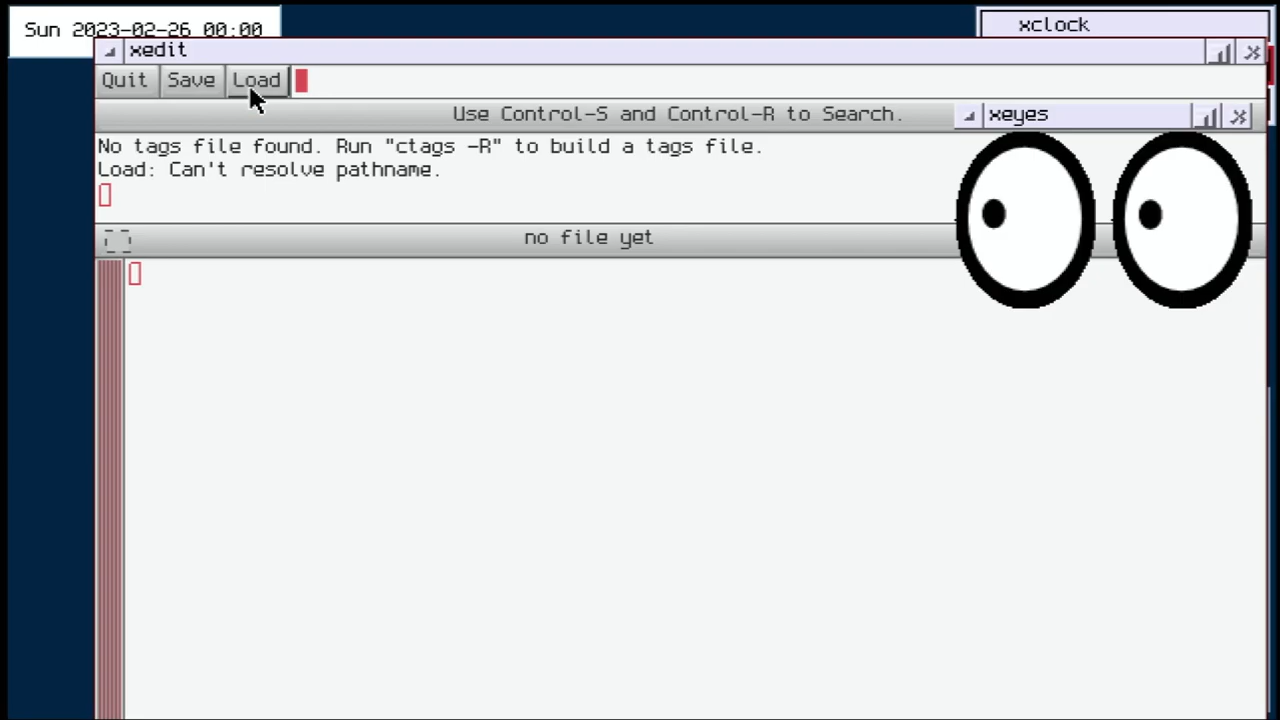 Sun 2023-02-26 00:00
xclock
xedit
Quit Save Load
Use Control-S and Control-R to Search.
xeyes
No tags file found. Run "ctags -R" to build a tags file.
Load: Can't resolve pathname.
no file yet